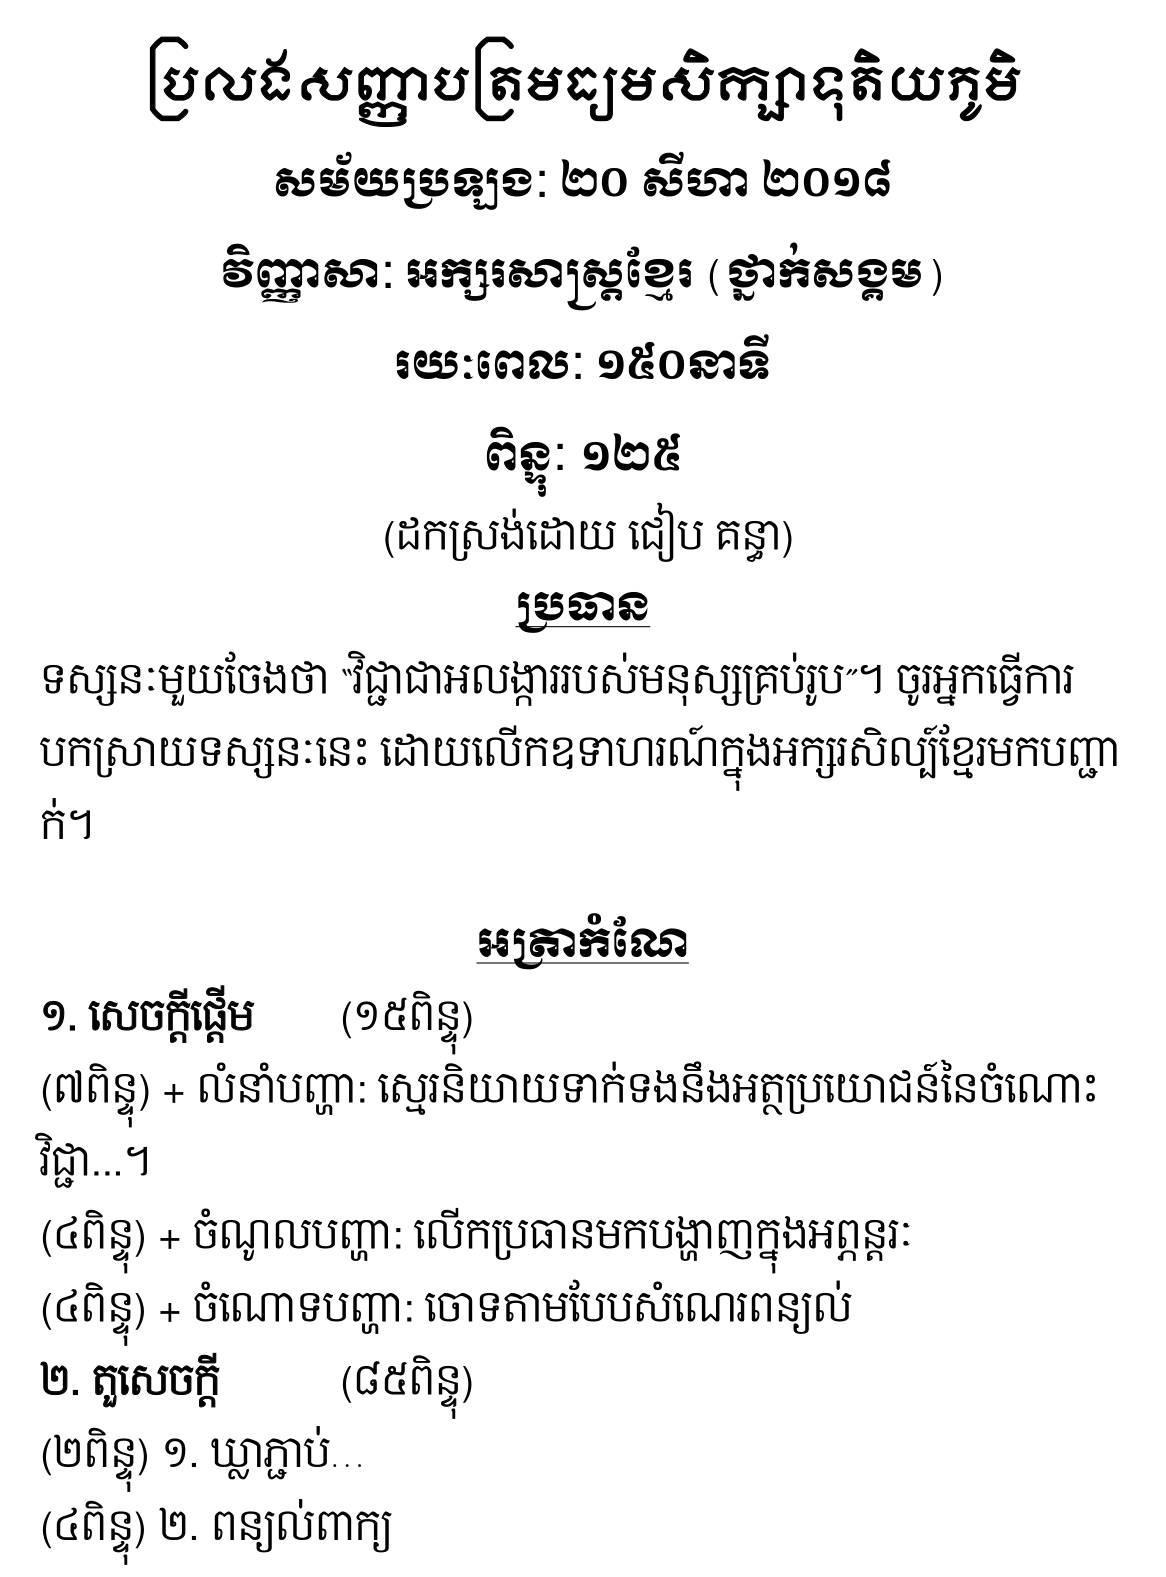 ប្រលងសញ្ញាបត្រមធ្យមសិក្សាទុតិយភូមិ
សម័យប្រឡង: ២០ សីហា ២០១៨
វិញ្ញាសា: អក្សរសាស្ត្រខ្មែរ (ថ្នាក់សង្គម)
រយៈពេល: ១៥០នាទី
ពិន្ទុ: ១២៥
(ដកស្រង់ដោយ ជៀប គន្ធា)
ប្រធាន
ទស្សនៈមួយចែងថា “វិជ្ជាជាអលង្ការរបស់មនុស្សគ្រប់រូប”។ ចូរអ្នកធ្វើការ
បកស្រាយទស្សនៈនេះ ដោយលើកឧទាហរណ៍ក្នុងអក្សរសិល្ប៍ខ្មែរមកបញ្ជា
ក់។
អត្រាកំណែ
១. សេចក្តីផ្តើម (១៥ពិន្ទុ)
(៧ពិន្ទុ) + លំនាំបញ្ហា: ស្មេរនិយាយទាក់ទងនឹងអត្ថប្រយោជន៍នៃចំណោះ
វិជ្ជា...។
(៤ពិន្ទុ) + ចំណូលបញ្ហា: លើកប្រធានមកបង្ហាញក្នុងអព្ភន្តរៈ
(៤ពិន្ទុ) + ចំណោទបញ្ហា: ចោទតាមបែបសំណេរពន្យល់
២. តួសេចក្តី (៨៥ពិន្ទុ)
(២ពិន្ទុ) ១. ឃ្លាភ្ជាប់...
(៤ពិន្ទុ) ២. ពន្យល់ពាក្យ